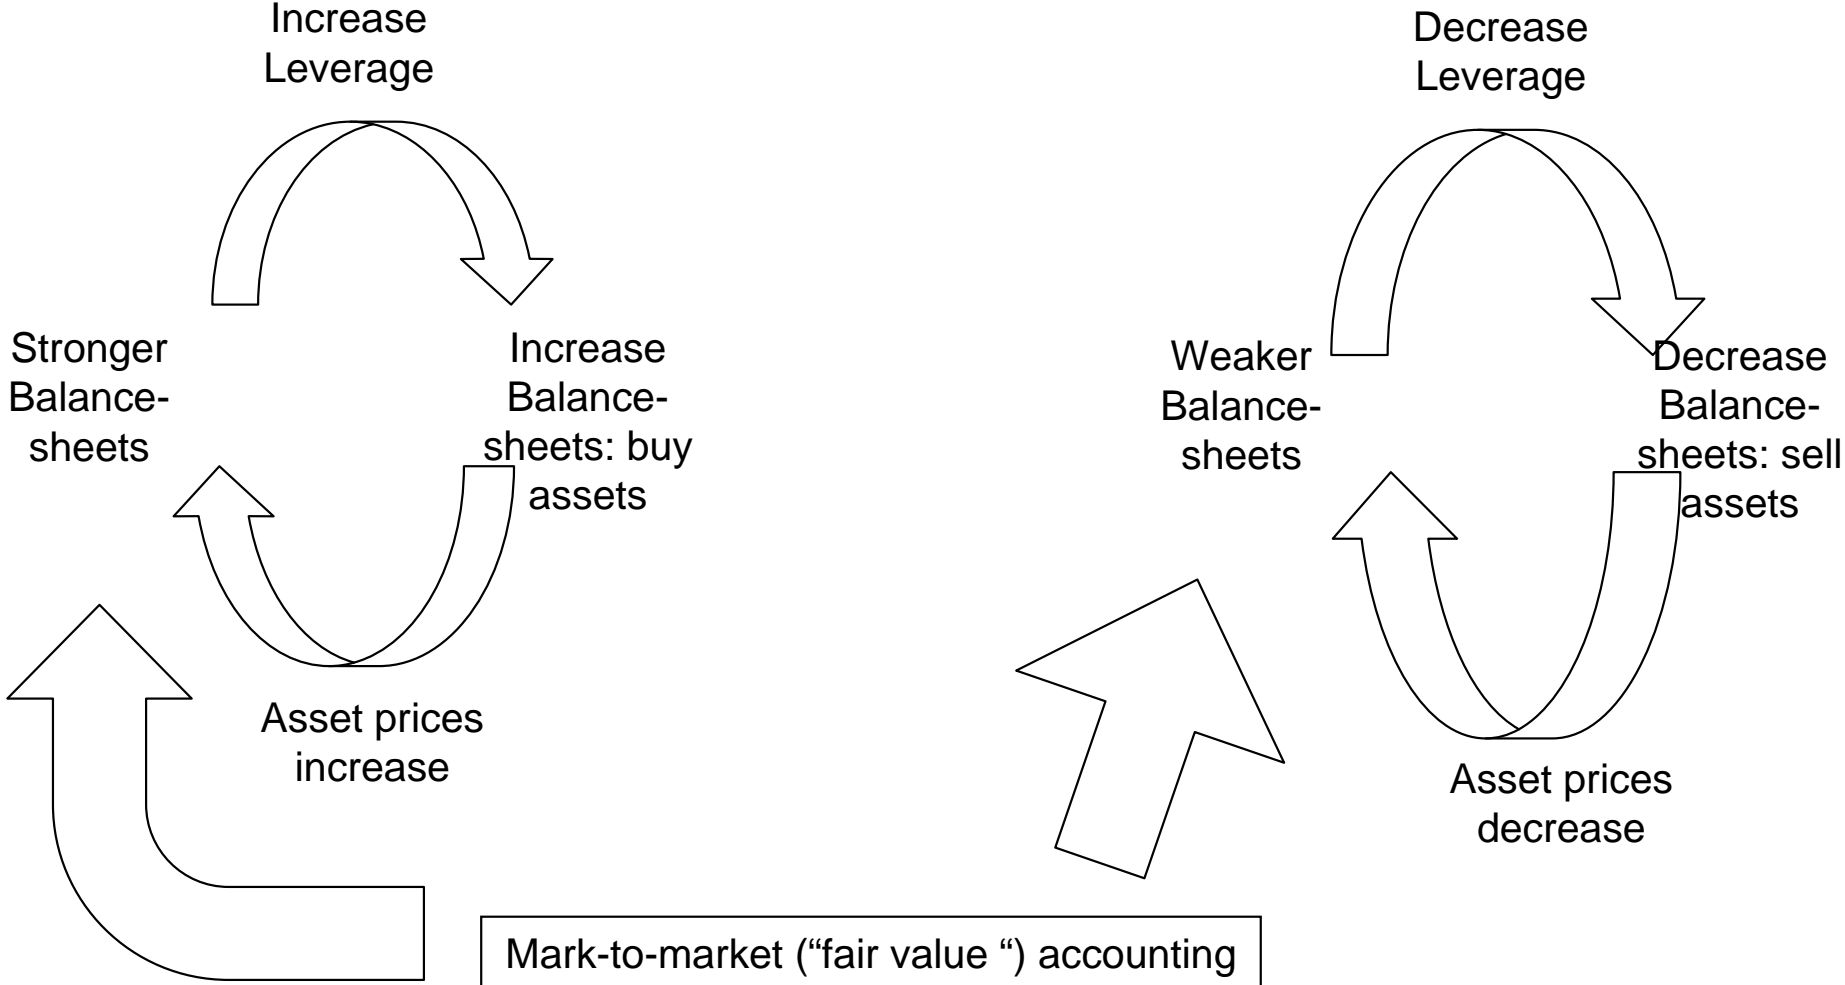 Increase
Leverage
Stronger
Balance-
sheets
Increase
Balance-
sheets: buy
assets
Asset prices
increase
Decrease
Leverage
Weaker
Balance-
sheets
Decrease
Balance-
sheets: sell
assets
Asset prices
decrease
Mark-to-market (“fair value “) accounting